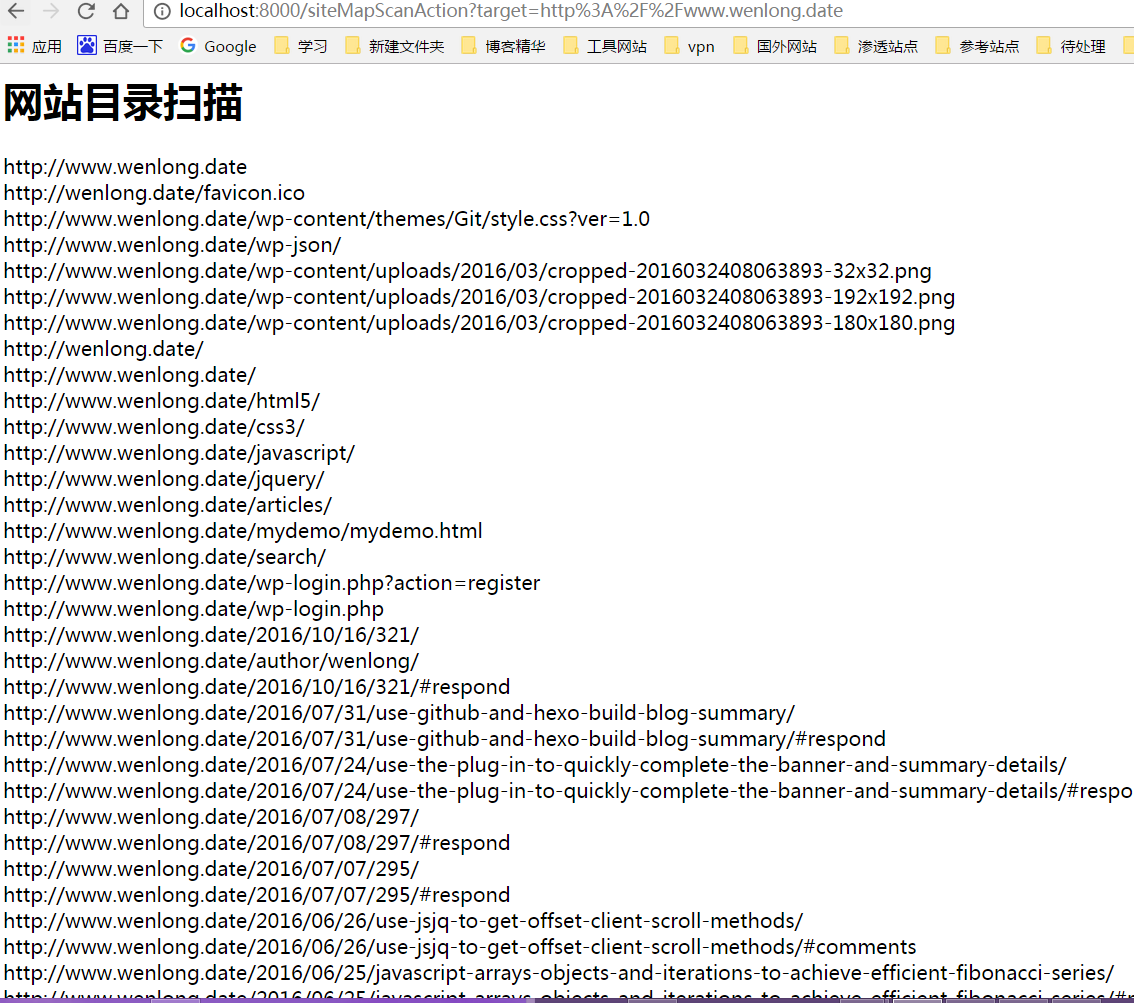 localhost:8000/siteMapScanAction?target=http%3A%2F%2Fwww.wenlong.date
应用 百度一下 Google 学习 新建文件夹 博客精华 工具网站 vpn 国外网站 渗透站点 参考站点 待处理
网站目录扫描
http://www.wenlong.date
http://wenlong.date/favicon.ico
http://www.wenlong.date/wp-content/themes/Git/style.css?ver=1.0
http://www.wenlong.date/wp-json/
http://www.wenlong.date/wp-content/uploads/2016/03/cropped-2016032408063893-32x32.png
http://www.wenlong.date/wp-content/uploads/2016/03/cropped-2016032408063893-192x192.png
http://www.wenlong.date/wp-content/uploads/2016/03/cropped-2016032408063893-180x180.png
http://wenlong.date/
http://www.wenlong.date/
http://www.wenlong.date/html5/
http://www.wenlong.date/css3/
http://www.wenlong.date/javascript/
http://www.wenlong.date/jquery/
http://www.wenlong.date/articles/
http://www.wenlong.date/mydemo/mydemo.html
http://www.wenlong.date/search/
http://www.wenlong.date/wp-login.php?action=register
http://www.wenlong.date/wp-login.php
http://www.wenlong.date/2016/10/16/321/
http://www.wenlong.date/author/wenlong/
http://www.wenlong.date/2016/10/16/321/#respond
http://www.wenlong.date/2016/07/31/use-github-and-hexo-build-blog-summary/
http://www.wenlong.date/2016/07/31/use-github-and-hexo-build-blog-summary/#respond
http://www.wenlong.date/2016/07/24/use-the-plug-in-to-quickly-complete-the-banner-and-summary-details/
http://www.wenlong.date/2016/07/24/use-the-plug-in-to-quickly-complete-the-banner-and-summary-details/#respo
http://www.wenlong.date/2016/07/08/297/
http://www.wenlong.date/2016/07/08/297/#respond
http://www.wenlong.date/2016/07/07/295/
http://www.wenlong.date/2016/07/07/295/#respond
http://www.wenlong.date/2016/06/26/use-jsjq-to-get-offset-client-scroll-methods/
http://www.wenlong.date/2016/06/26/use-jsjq-to-get-offset-client-scroll-methods/#comments
http://www.wenlong.date/2016/06/25/javascript-arrays-objects-and-iterations-to-achieve-efficient-fibonacci-series/
http://www.wenlong.date/2016/06/25/javascript-arrays-objects-and-iterations-to-achieve-efficient-fibonacci-series/#r